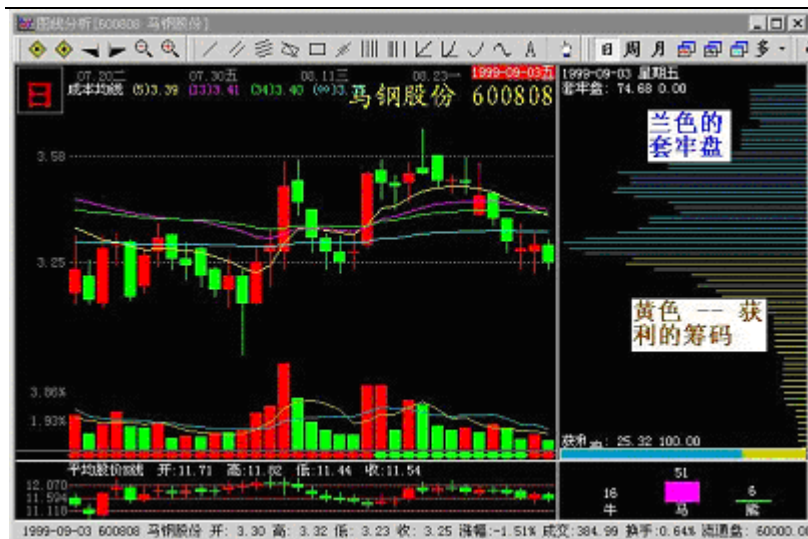 图线分析[600808 马钢股份]
日 周 月 多
07.20二 07.30五 08.11三 08.23一 1999-09-03五
日
成本均线 (5)3.39 (13)3.41 (34)3.40
马钢股份 600808
3.58
3.25
3.86%
1.93%
1999-09-03 星期五
套牢盘: 74.68 0.00
兰色的
套牢盘
黄色 -- 获
利的筹码
25.32 100.00
平均股价日线 开:11.71 高:11.82 低:11.44 收:11.54
12.070
11.594
11.118
51
16 6
牛 马 熊
1999-09-03 600808 马钢股份 开: 3.30 高: 3.32 低: 3.23 收: 3.25 涨幅:-1.51% 成交:384.99 换手:0.64% 流通盘: 60000.0